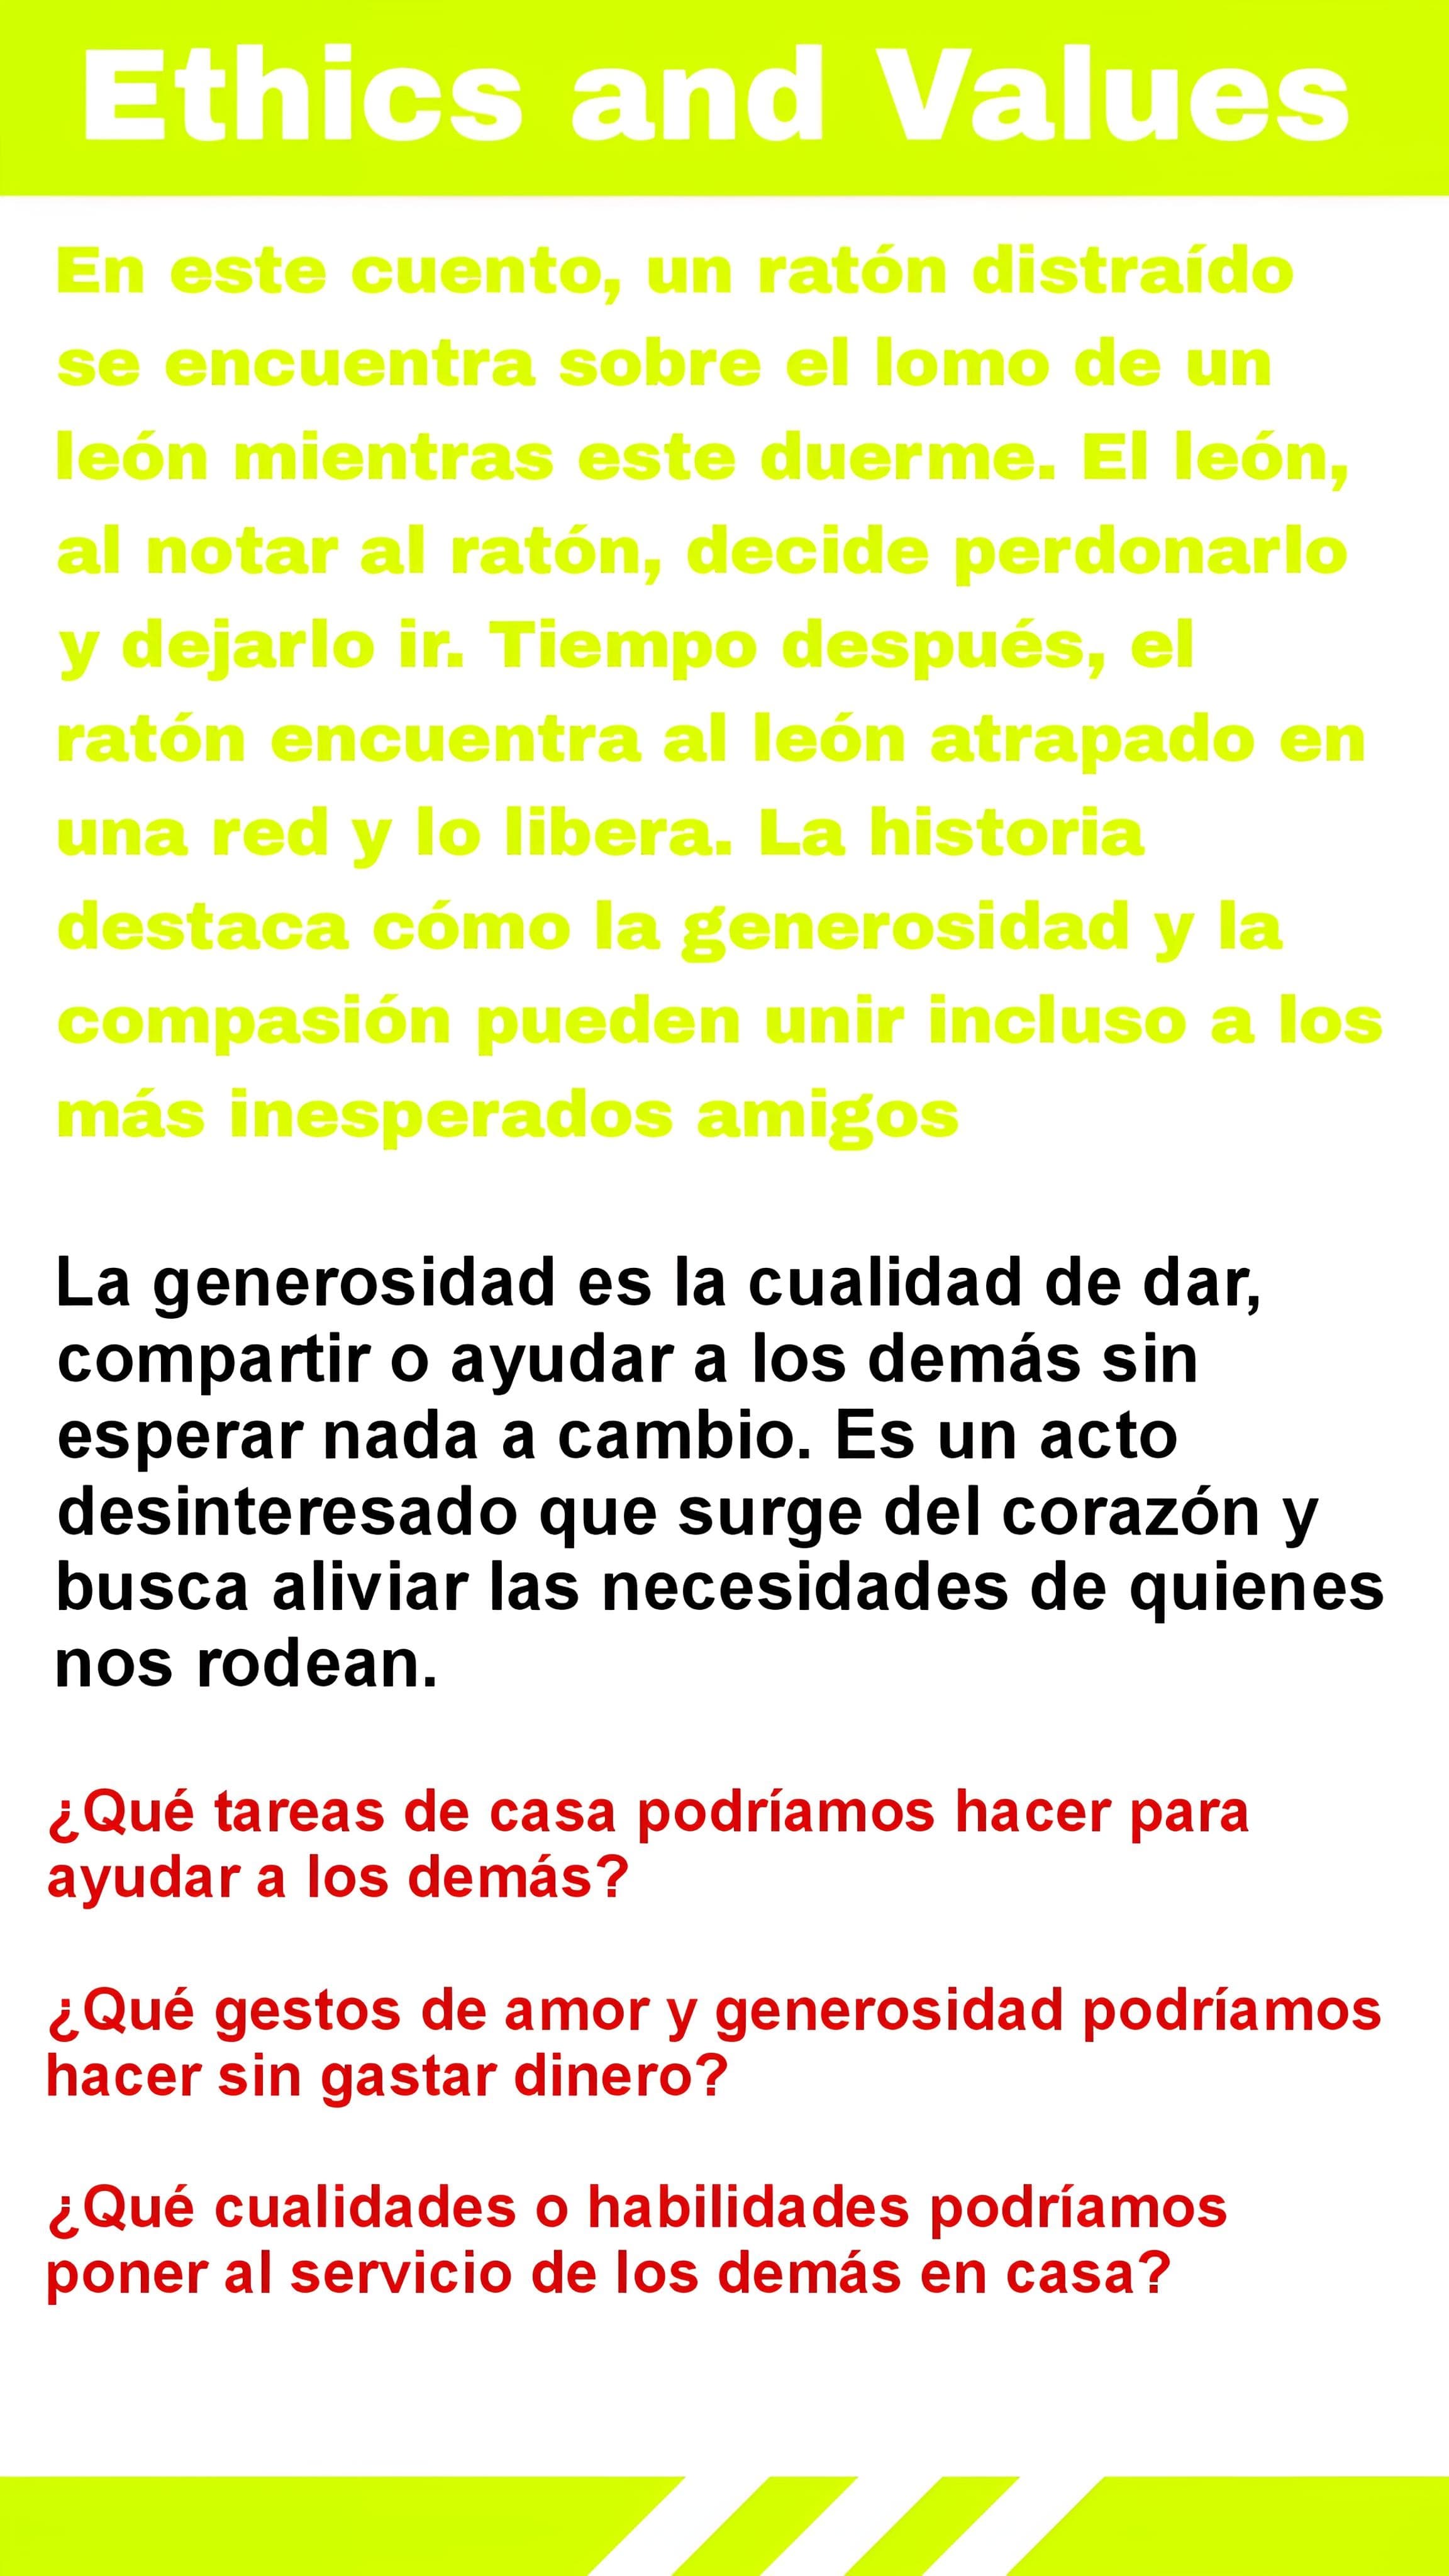 Ethics and Values
En este cuento, un ratón distraído
se encuentra sobre el lomo de un
león mientras este duerme. El león,
al notar al ratón, decide perdonarlo
y dejarlo ir. Tiempo después, el
ratón encuentra al león atrapado en
una red y lo libera. La historia
destaca cómo la generosidad y la
compasión pueden unir incluso a los
más inesperados amigos
La generosidad es la cualidad de dar,
compartir o ayudar a los demás sin
esperar nada a cambio. Es un acto
desinteresado que surge del corazón y
busca aliviar las necesidades de quienes
nos rodean.
¿Qué tareas de casa podríamos hacer para
ayudar a los demás?
¿Qué gestos de amor y generosidad podríamos
hacer sin gastar dinero?
¿Qué cualidades o habilidades podríamos
poner al servicio de los demás en casa?